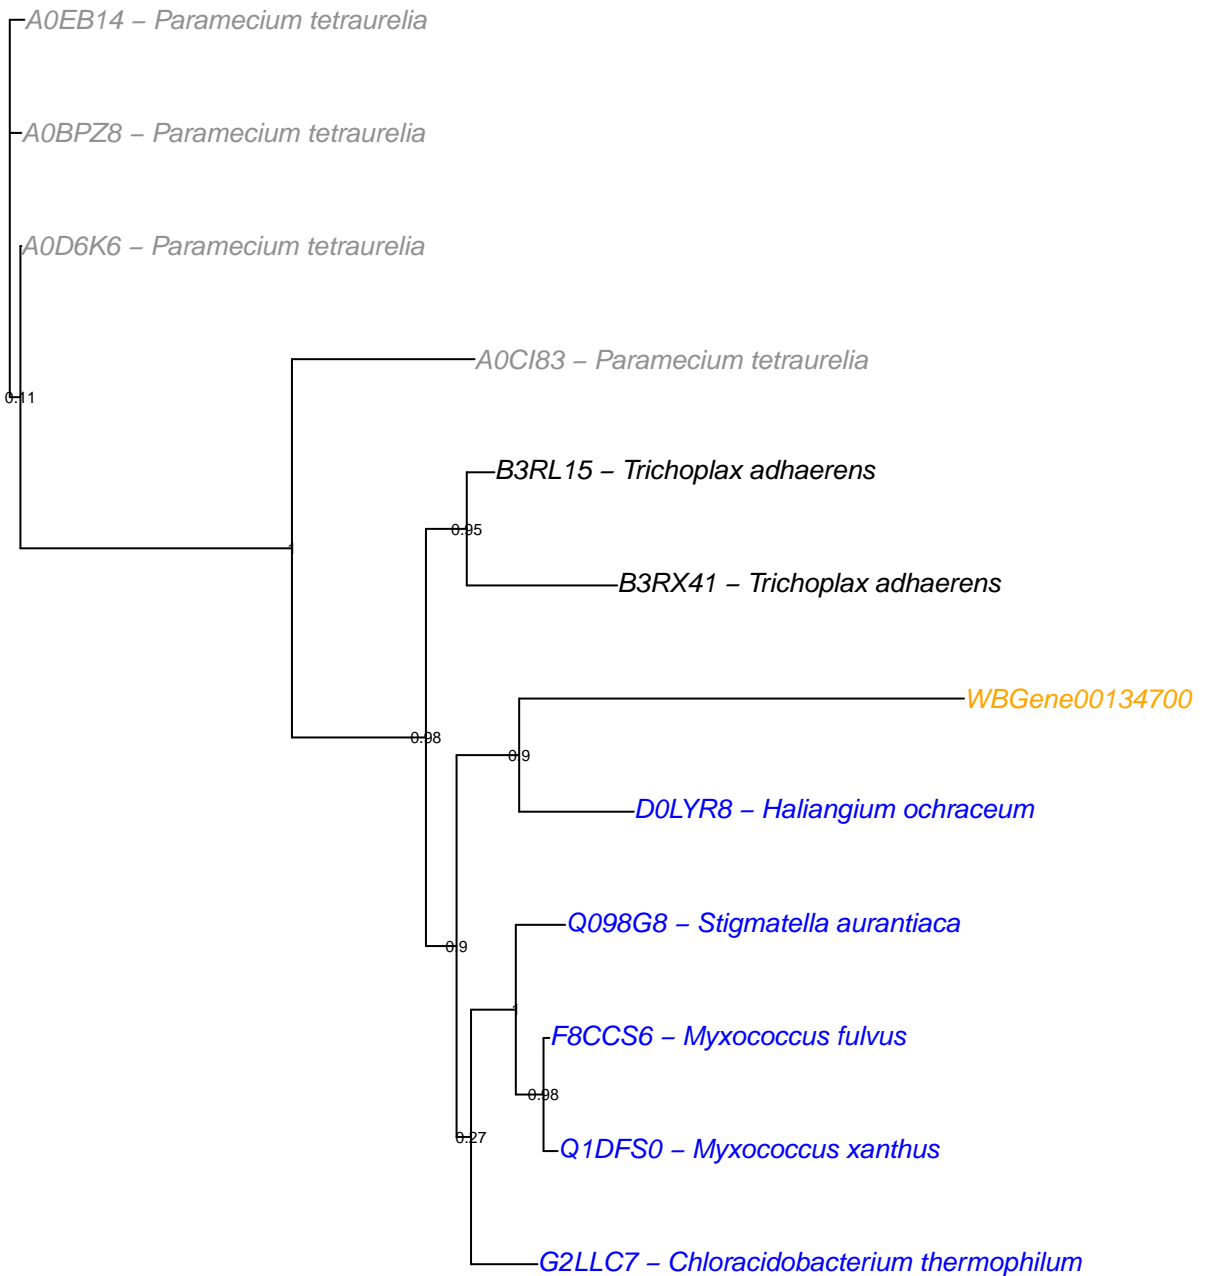 A0EB14 – Paramecium tetraurelia
A0BPZ8 – Paramecium tetraurelia
A0D6K6 – Paramecium tetraurelia
A0CI83 – Paramecium tetraurelia
0.11
B3RL15 – Trichoplax adhaerens
0.95
1
B3RX41 – Trichoplax adhaerens
WBGene00134700
0.98
0.9
D0LYR8 – Haliangium ochraceum
Q098G8 – Stigmatella aurantiaca
0.9
1
F8CCS6 – Myxococcus fulvus
0.98
0.27
Q1DFS0 – Myxococcus xanthus
G2LLC7 – Chloracidobacterium thermophilum